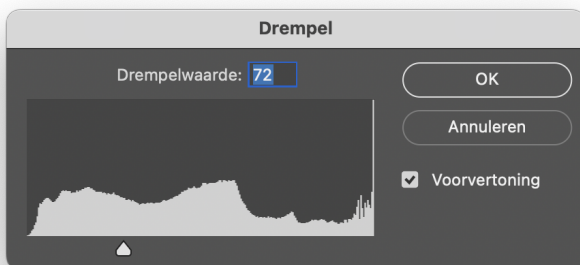 Drempel
Drempelwaarde: 72
OK
Annuleren
Voorvertoning